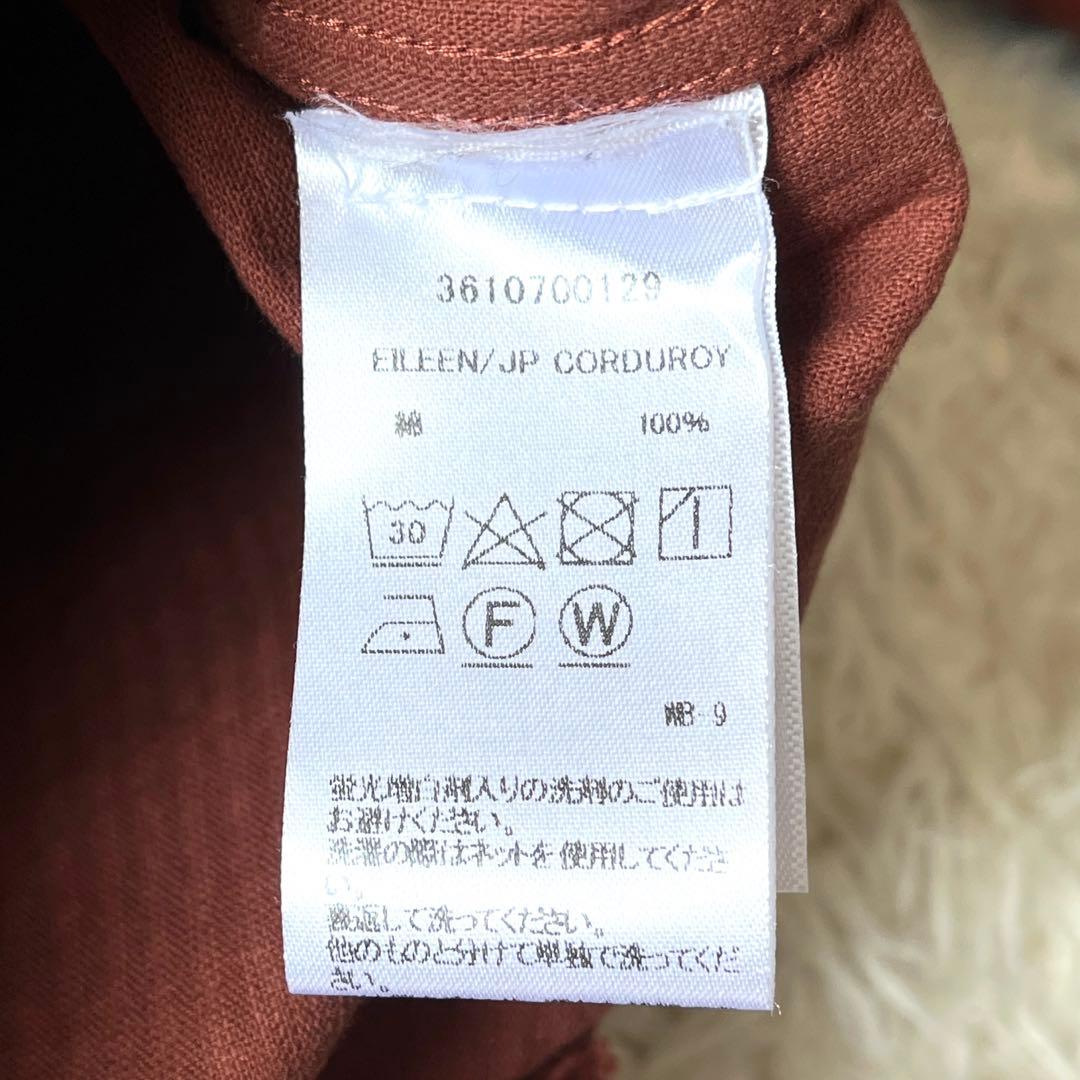 3610700129
EILEEN/JP CORDUROY
綿 100%
30
F W
WB-9
蛍光増白剤入りの洗剤のご使用は
お避けください。
洗濯の際はネットを使用してくださ
い。
裏返して洗ってください。
他のものと分けて単独で洗ってくだ
さい。